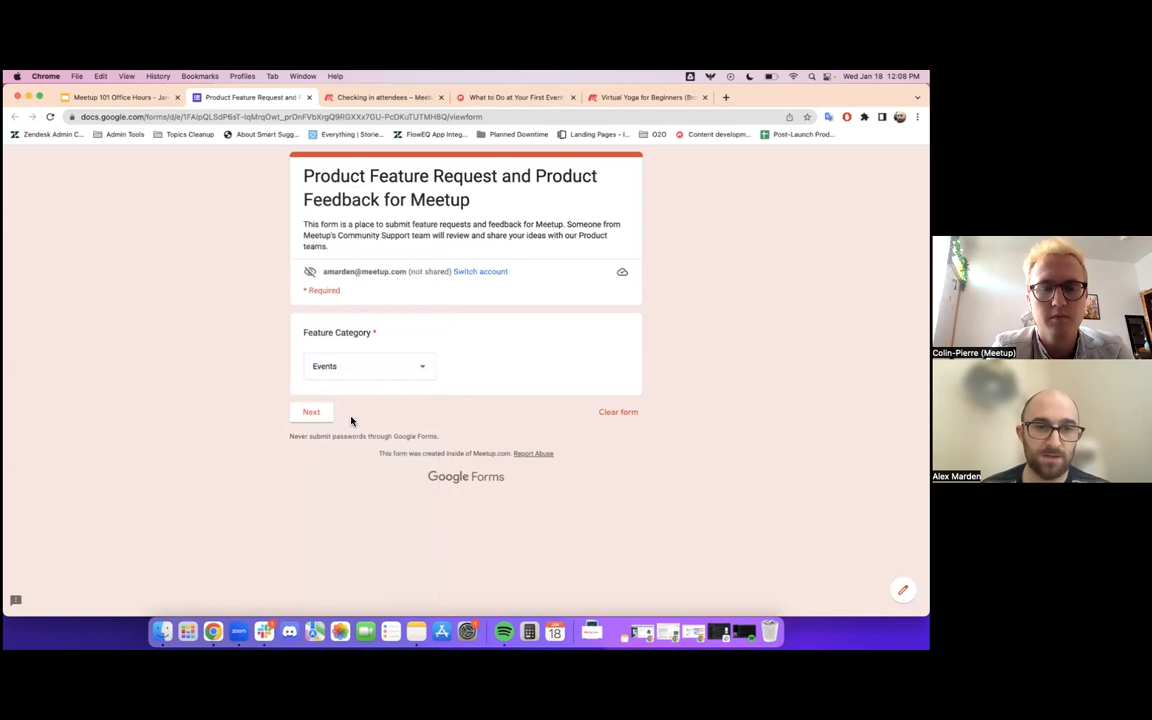 Chrome File Edit View History Bookmarks Profiles Tab Window Help Wed Jan 18 12:08 PM
Meetup 101 Office Hours - Jan Product Feature Request and Checking in attendees – Meet What to Do at Your First Event Virtual Yoga for Beginners
docs.google.com/forms/d/e/
Zendesk Admin C... Admin Tools Topics Cleanup About Smart Sugg... Everything | Storie... FlowEQ App Integ... Planned Downtime Landing Pages - I... O2O Content developm... Post-Launch Prod...
Product Feature Request and Product
Feedback for Meetup
This form is a place to submit feature requests and feedback for Meetup. Someone from
Meetup's Community Support team will review and share your ideas with our Product
teams.
amarden@meetup.com (not shared) Switch account
* Required
Feature Category *
Events
Next
Clear form
Never submit passwords through Google Forms.
This form was created inside of Meetup.com. Report Abuse
Google Forms
Colin-Pierre (Meetup)
Alex Marden
zoom
JAN
18